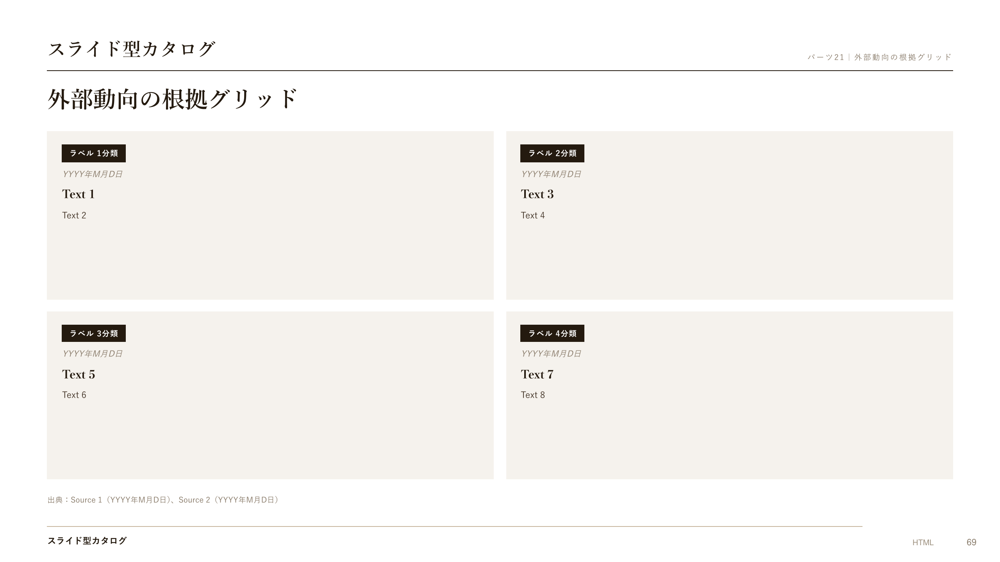 スライド型カタログ
パーツ21｜外部動向の根拠グリッド
外部動向の根拠グリッド
ラベル 1分類
YYYY年M月D日
Text 1
Text 2
ラベル 2分類
YYYY年M月D日
Text 3
Text 4
ラベル 3分類
YYYY年M月D日
Text 5
Text 6
ラベル 4分類
YYYY年M月D日
Text 7
Text 8
出典：Source 1（YYYY年M月D日）、Source 2（YYYY年M月D日）
スライド型カタログ
HTML
69